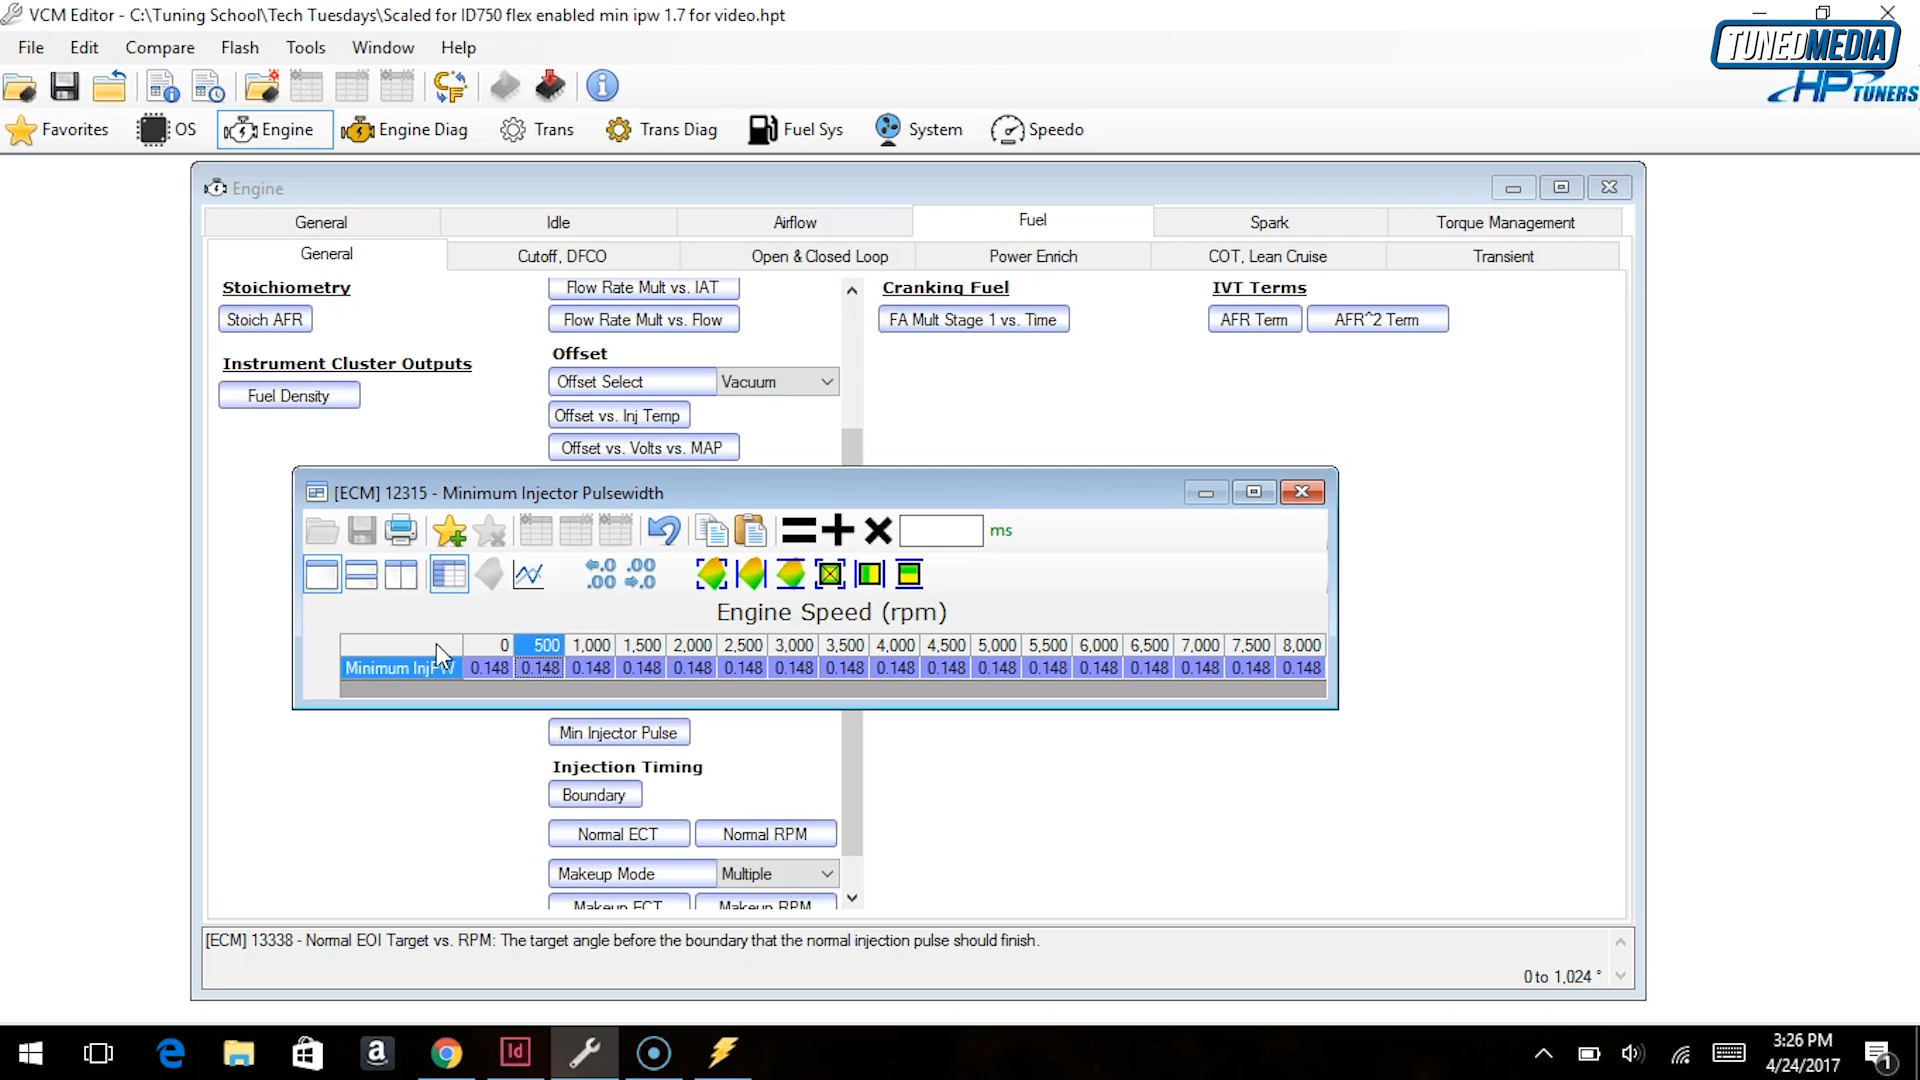 VCM Editor - C:\Tuning School\Tech Tuesdays\Scaled for ID750 flex enabled min ipw 1.7 for video.hpt
TUNEDMEDIA
File Edit Compare Flash Tools Window Help
HP TUNERS
Favorites OS Engine Engine Diag Trans Trans Diag Fuel Sys System Speedo
Engine
General Idle Airflow Fuel Spark Torque Management
General Cutoff, DFCO Open & Closed Loop Power Enrich COT, Lean Cruise Transient
Stoichiometry Flow Rate Mult vs. IAT Cranking Fuel IVT Terms
Stoich AFR Flow Rate Mult vs. Flow FA Mult Stage 1 vs. Time AFR Term AFR^2 Term
Offset
Instrument Cluster Outputs
Offset Select Vacuum
Fuel Density
Offset vs. Inj Temp
Offset vs. Volts vs. MAP
[ECM] 12315 - Minimum Injector Pulsewidth
ms
Engine Speed (rpm)
0 500 1,000 1,500 2,000 2,500 3,000 3,500 4,000 4,500 5,000 5,500 6,000 6,500 7,000 7,500 8,000
Minimum InjPW 0.148 0.148 0.148 0.148 0.148 0.148 0.148 0.148 0.148 0.148 0.148 0.148 0.148 0.148 0.148 0.148 0.148
Min Injector Pulse
Injection Timing
Boundary
Normal ECT Normal RPM
Makeup Mode Multiple
Makeup ECT Makeup RPM
[ECM] 13338 - Normal EOI Target vs. RPM: The target angle before the boundary that the normal injection pulse should finish.
0 to 1,024 °
3:26 PM
4/24/2017